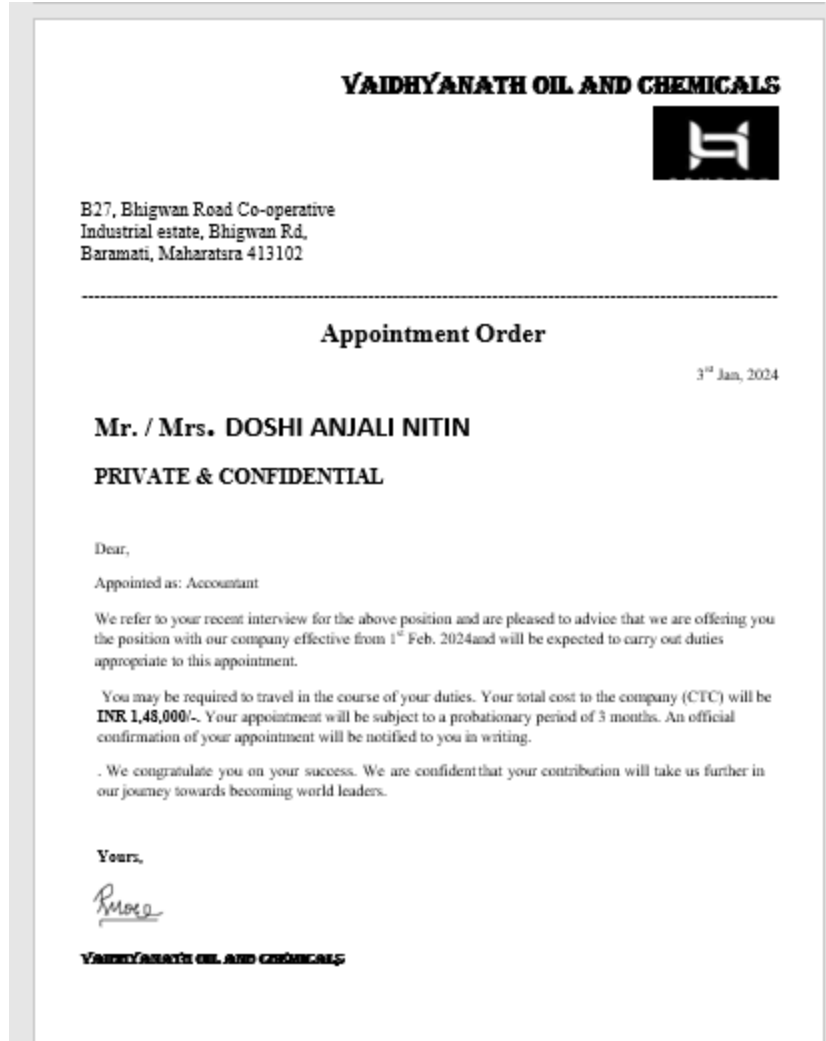 VAIDHYANATH OIL AND CHEMICALS
B27, Bhigwan Road Co-operative
Industrial estate, Bhigwan Rd,
Baramati, Maharatsra 413102
Appointment Order
3rd Jan, 2024
Mr. / Mrs. DOSHI ANJALI NITIN
PRIVATE & CONFIDENTIAL
Dear,
Appointed as: Accountant
We refer to your recent interview for the above position and are pleased to advice that we are offering you
the position with our company effective from 1st Feb. 2024and will be expected to carry out duties
appropriate to this appointment.
You may be required to travel in the course of your duties. Your total cost to the company (CTC) will be
INR 1,48,000/-. Your appointment will be subject to a probationary period of 3 months. An official
confirmation of your appointment will be notified to you in writing.
. We congratulate you on your success. We are confident that your contribution will take us further in
our journey towards becoming world leaders.
Yours,
VAIDHYANATH OIL AND CHEMICALS